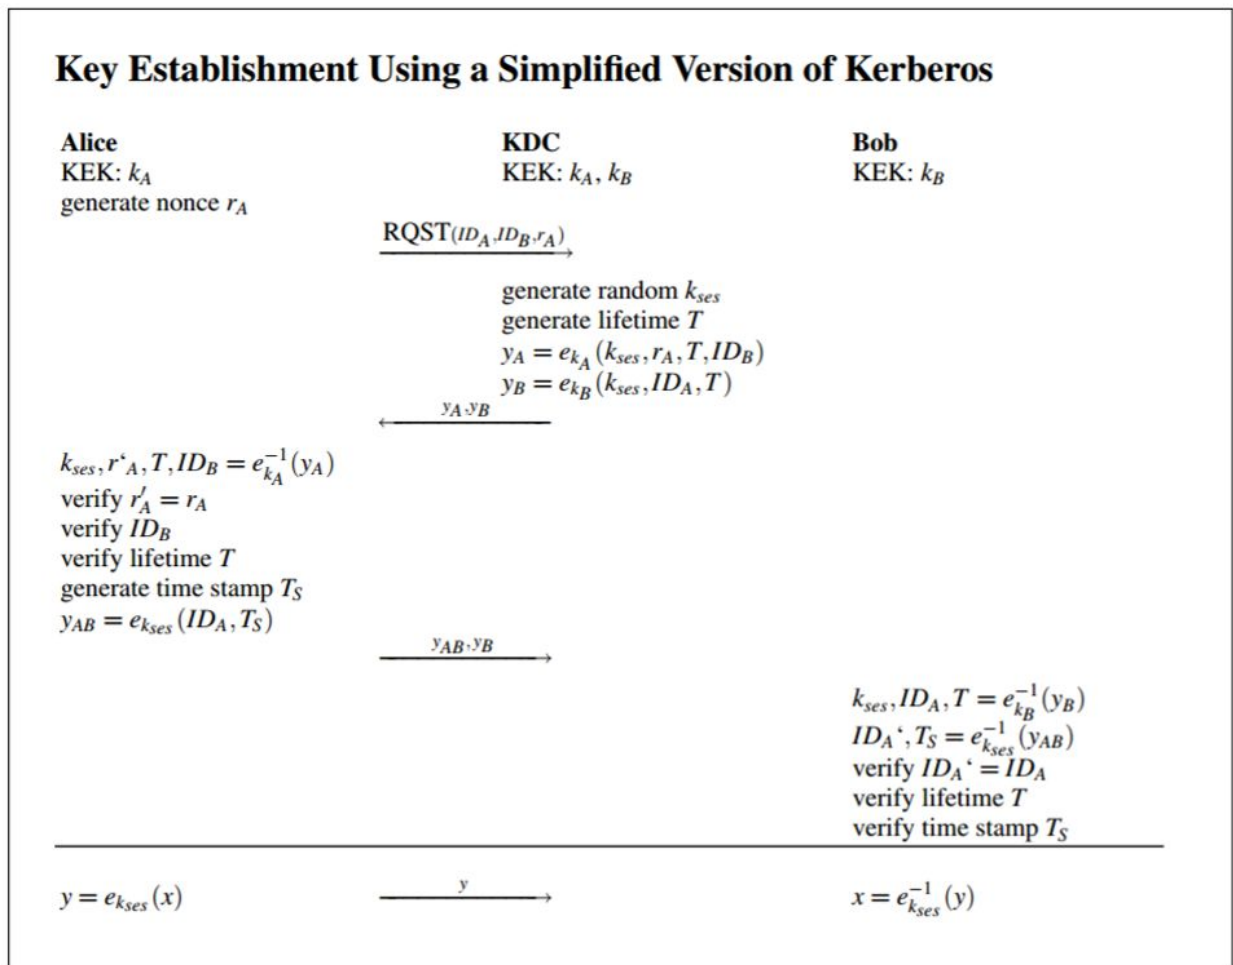 Key Establishment Using a Simplified Version of Kerberos
Alice KDC Bob
KEK: k_A KEK: k_A, k_B KEK: k_B
generate nonce r_A
RQST(ID_A,ID_B,r_A)
generate random k_ses
generate lifetime T
y_A = e_{k_A}(k_ses, r_A, T, ID_B)
y_B = e_{k_B}(k_ses, ID_A, T)
y_A,y_B
k_ses, r‘_A, T, ID_B = e^{-1}_{k_A}(y_A)
verify r'_A = r_A
verify ID_B
verify lifetime T
generate time stamp T_S
y_AB = e_{k_ses}(ID_A, T_S)
y_AB,y_B
k_ses, ID_A, T = e^{-1}_{k_B}(y_B)
ID_A‘, T_S = e^{-1}_{k_ses}(y_AB)
verify ID_A‘ = ID_A
verify lifetime T
verify time stamp T_S
y = e_{k_ses}(x) y x = e^{-1}_{k_ses}(y)